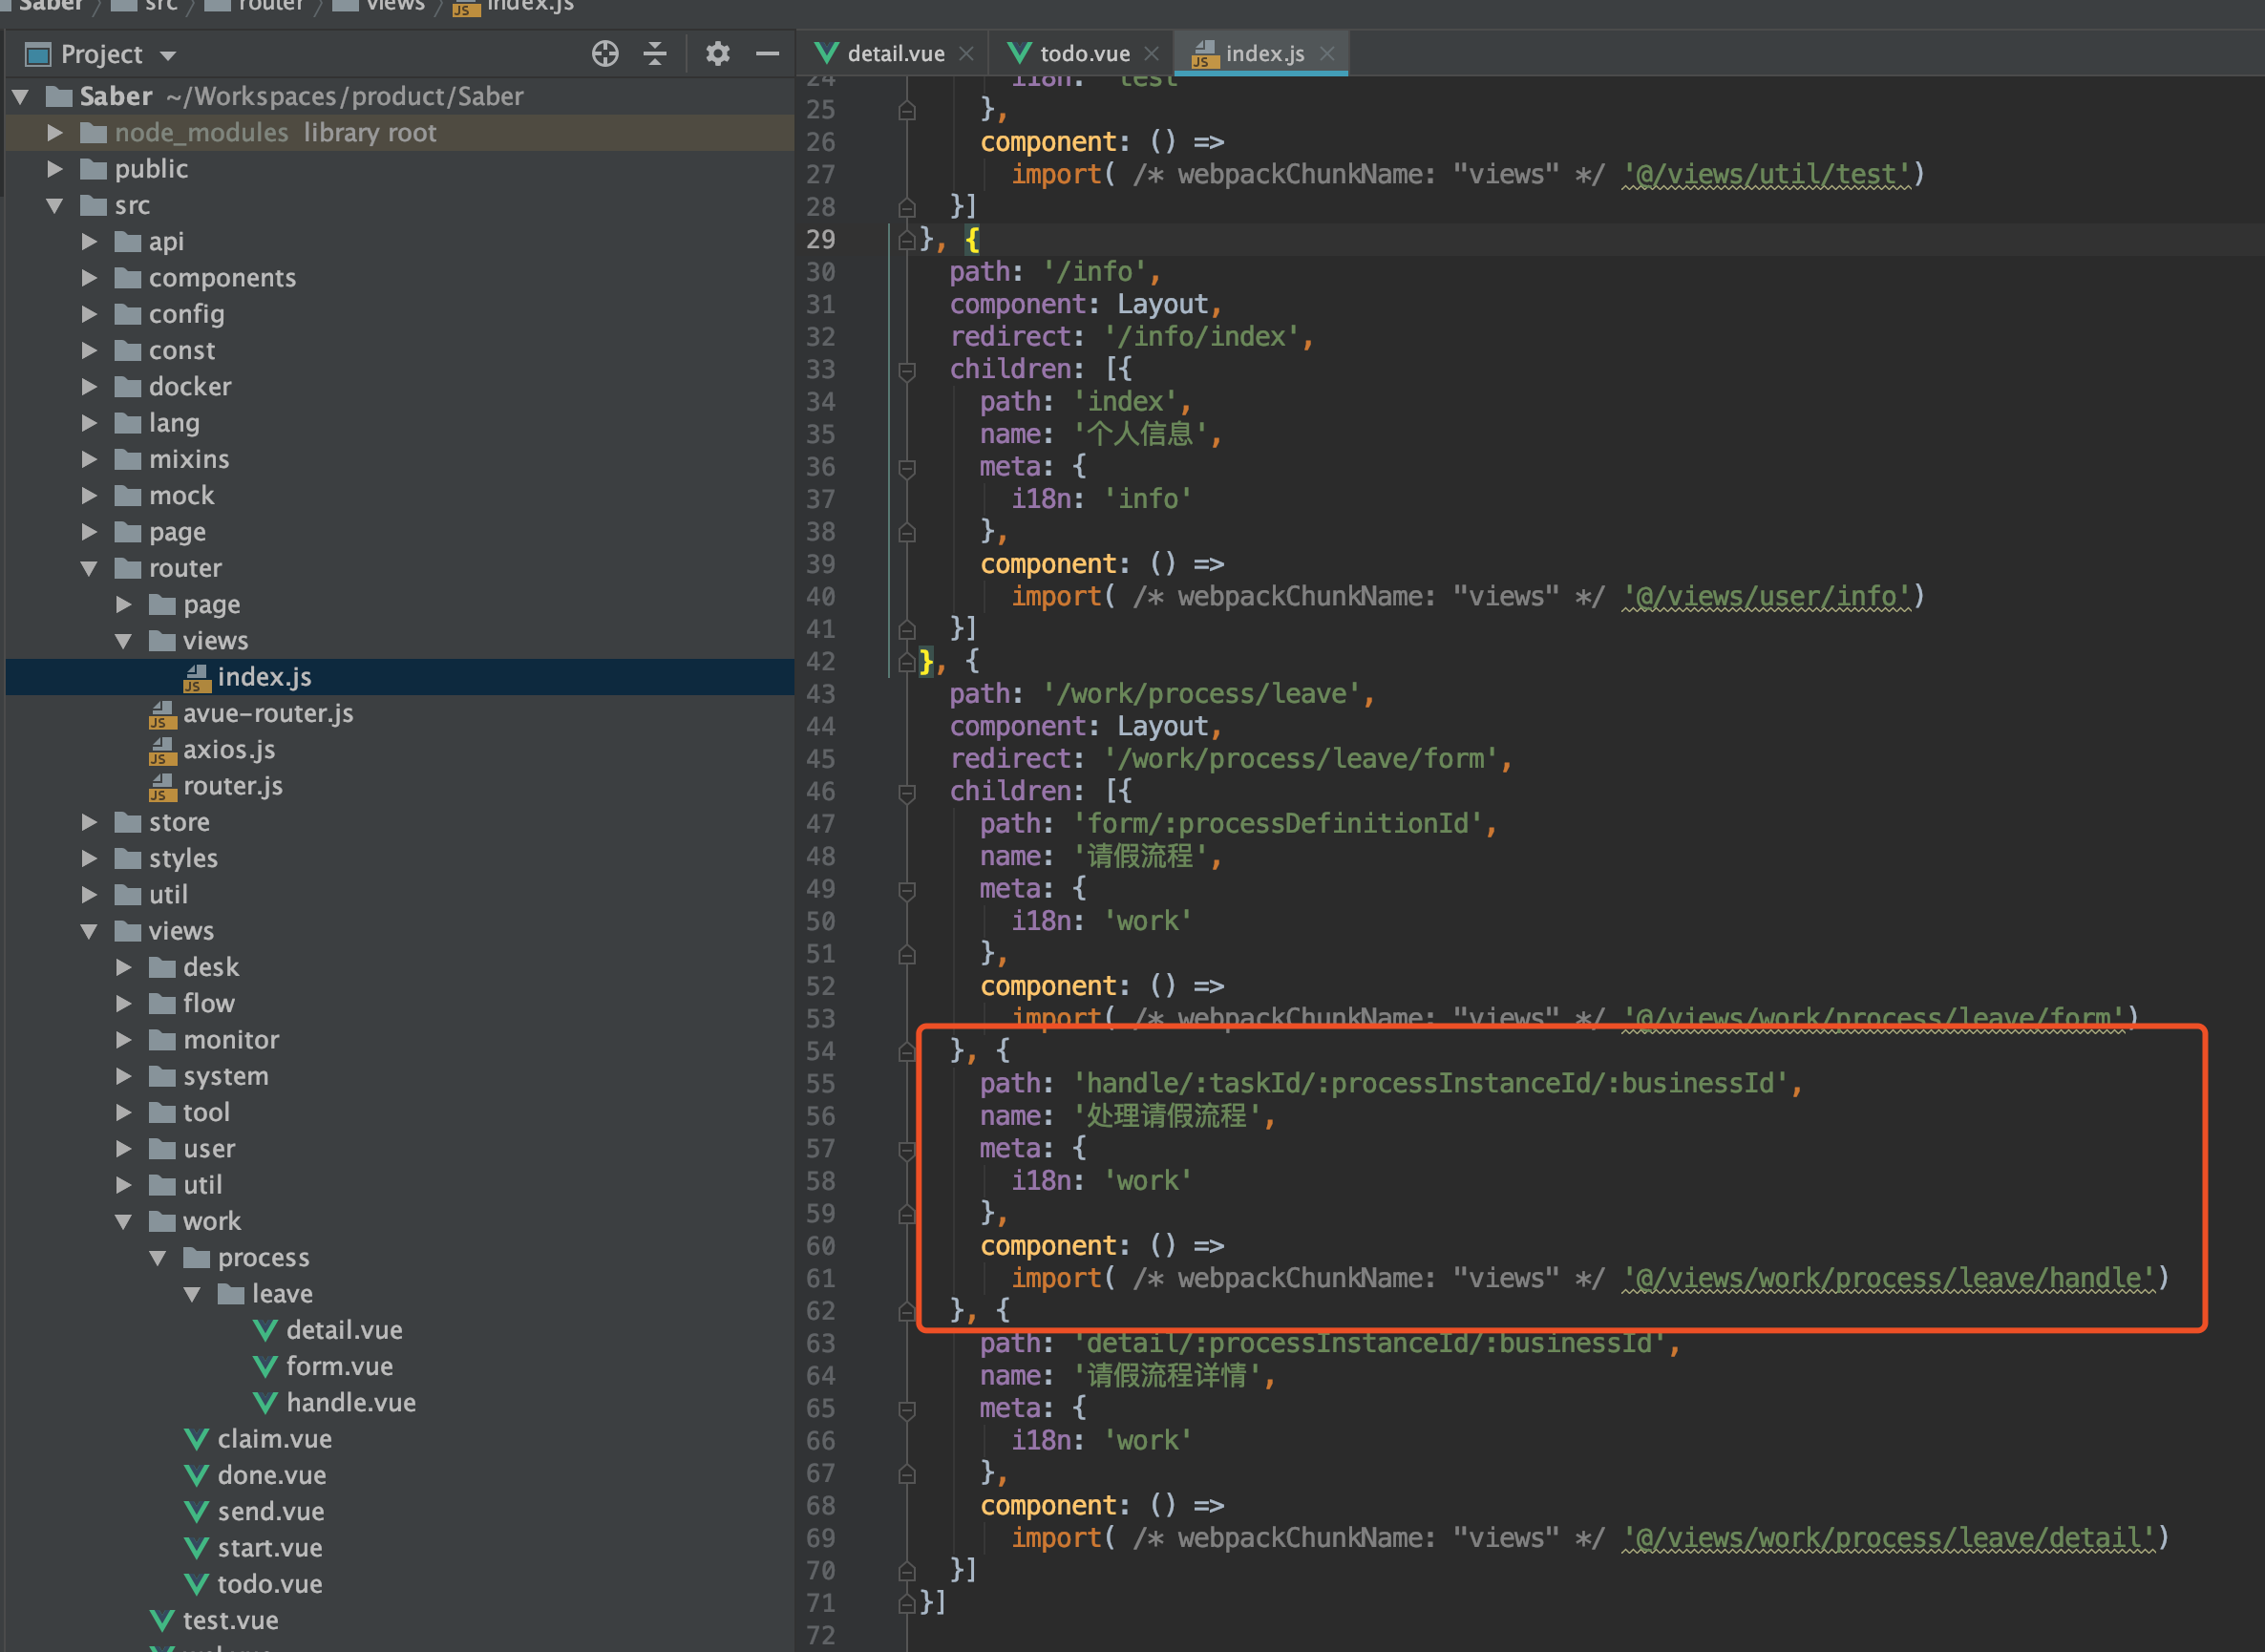 Saber
src
router
views
index.js
Project
Saber ~/Workspaces/product/Saber
node_modules library root
public
src
api
components
config
const
docker
lang
mixins
mock
page
router
page
views
index.js
avue-router.js
axios.js
router.js
store
styles
util
views
desk
flow
monitor
system
tool
user
util
work
process
leave
detail.vue
form.vue
handle.vue
claim.vue
done.vue
send.vue
start.vue
todo.vue
test.vue
detail.vue
todo.vue
index.js
24 i18n: 'test'
25 },
26 component: () =>
27 import( /* webpackChunkName: "views" */ '@/views/util/test')
28 }]
29 }, {
30 path: '/info',
31 component: Layout,
32 redirect: '/info/index',
33 children: [{
34 path: 'index',
35 name: '个人信息',
36 meta: {
37 i18n: 'info'
38 },
39 component: () =>
40 import( /* webpackChunkName: "views" */ '@/views/user/info')
41 }]
42 }, {
43 path: '/work/process/leave',
44 component: Layout,
45 redirect: '/work/process/leave/form',
46 children: [{
47 path: 'form/:processDefinitionId',
48 name: '请假流程',
49 meta: {
50 i18n: 'work'
51 },
52 component: () =>
53 import( /* webpackChunkName: "views" */ '@/views/work/process/leave/form')
54 }, {
55 path: 'handle/:taskId/:processInstanceId/:businessId',
56 name: '处理请假流程',
57 meta: {
58 i18n: 'work'
59 },
60 component: () =>
61 import( /* webpackChunkName: "views" */ '@/views/work/process/leave/handle')
62 }, {
63 path: 'detail/:processInstanceId/:businessId',
64 name: '请假流程详情',
65 meta: {
66 i18n: 'work'
67 },
68 component: () =>
69 import( /* webpackChunkName: "views" */ '@/views/work/process/leave/detail')
70 }]
71 }]
72